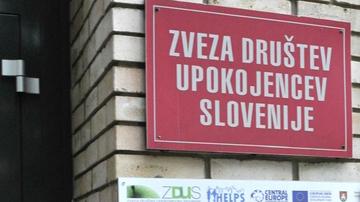 ZVEZA DRUŠTEV
UPOKOJENCEV
SLOVENIJE
ZDUS
HELPS
CENTRAL
EUROPE